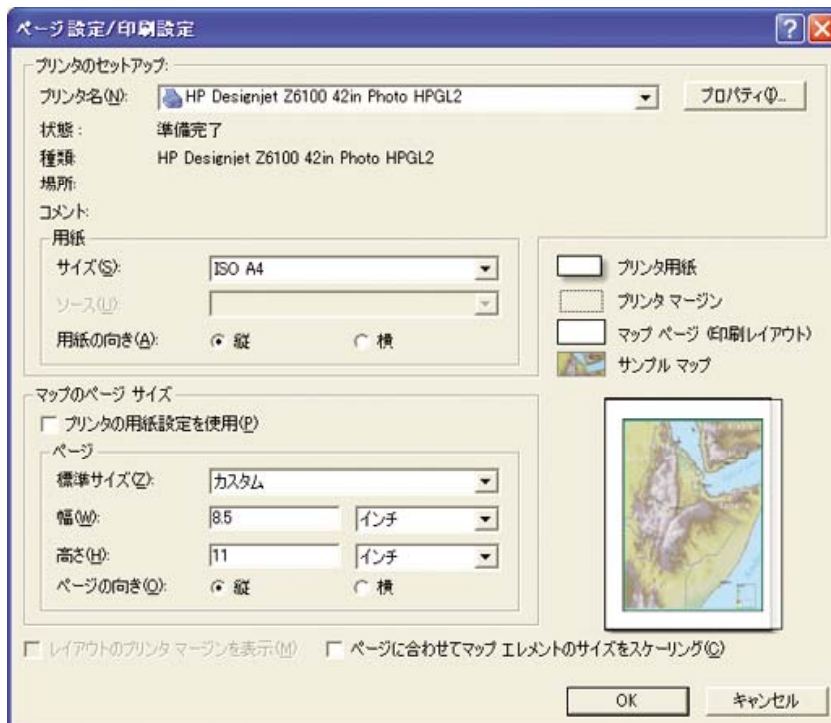 ページ設定/印刷設定
プリンタのセットアップ:
プリンタ名(N): HP Designjet Z6100 42in Photo HPGL2 プロパティ(I)...
状態: 準備完了
種類: HP Designjet Z6100 42in Photo HPGL2
場所:
コメント:
用紙
サイズ(S): ISO A4
ソース(U):
用紙の向き(A): 縦 横
プリンタ用紙
プリンタ マージン
マップ ページ (印刷レイアウト)
サンプル マップ
マップのページ サイズ
プリンタの用紙設定を使用(P)
ページ
標準サイズ(Z): カスタム
幅(W): 8.5 インチ
高さ(H): 11 インチ
ページの向き(O): 縦 横
レイアウトのプリンタ マージンを表示(M) ページに合わせてマップ エレメントのサイズをスケーリング(C)
OK キャンセル